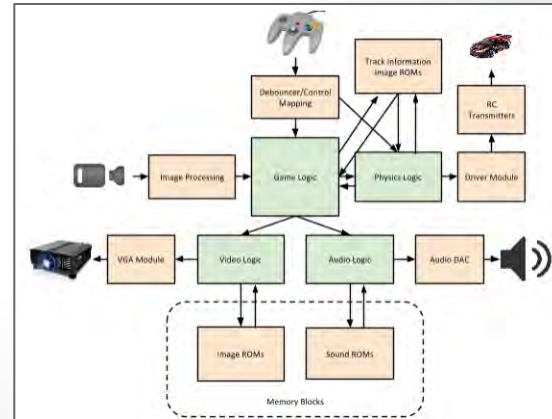 Track Information
Image ROMs
Debouncer/Control
Mapping
RC
Transmitters
Image Processing
Game Logic
Physics Logic
Driver Module
VGA Module
Video Logic
Audio Logic
Audio DAC
Image ROMs
Sound ROMs
Memory Blocks